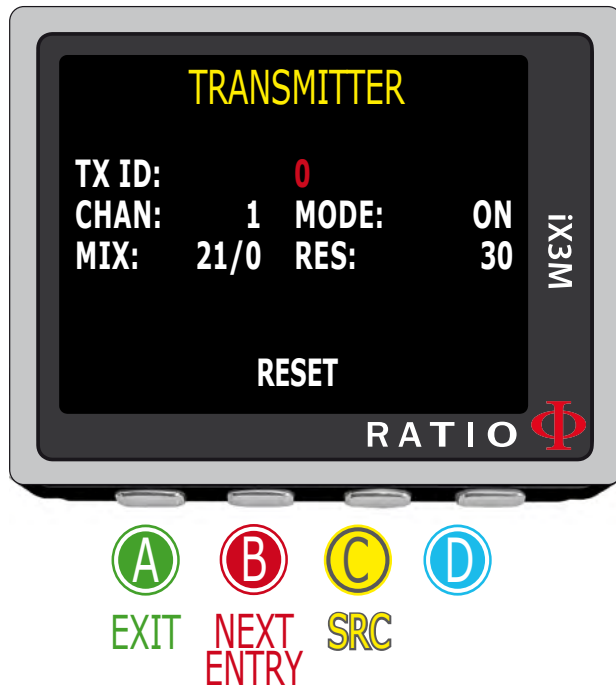 TRANSMITTER
TX ID: 0
CHAN: 1 MODE: ON
MIX: 21/0 RES: 30
RESET
iX3M
RATIO
A B C D
EXIT NEXT ENTRY SRC